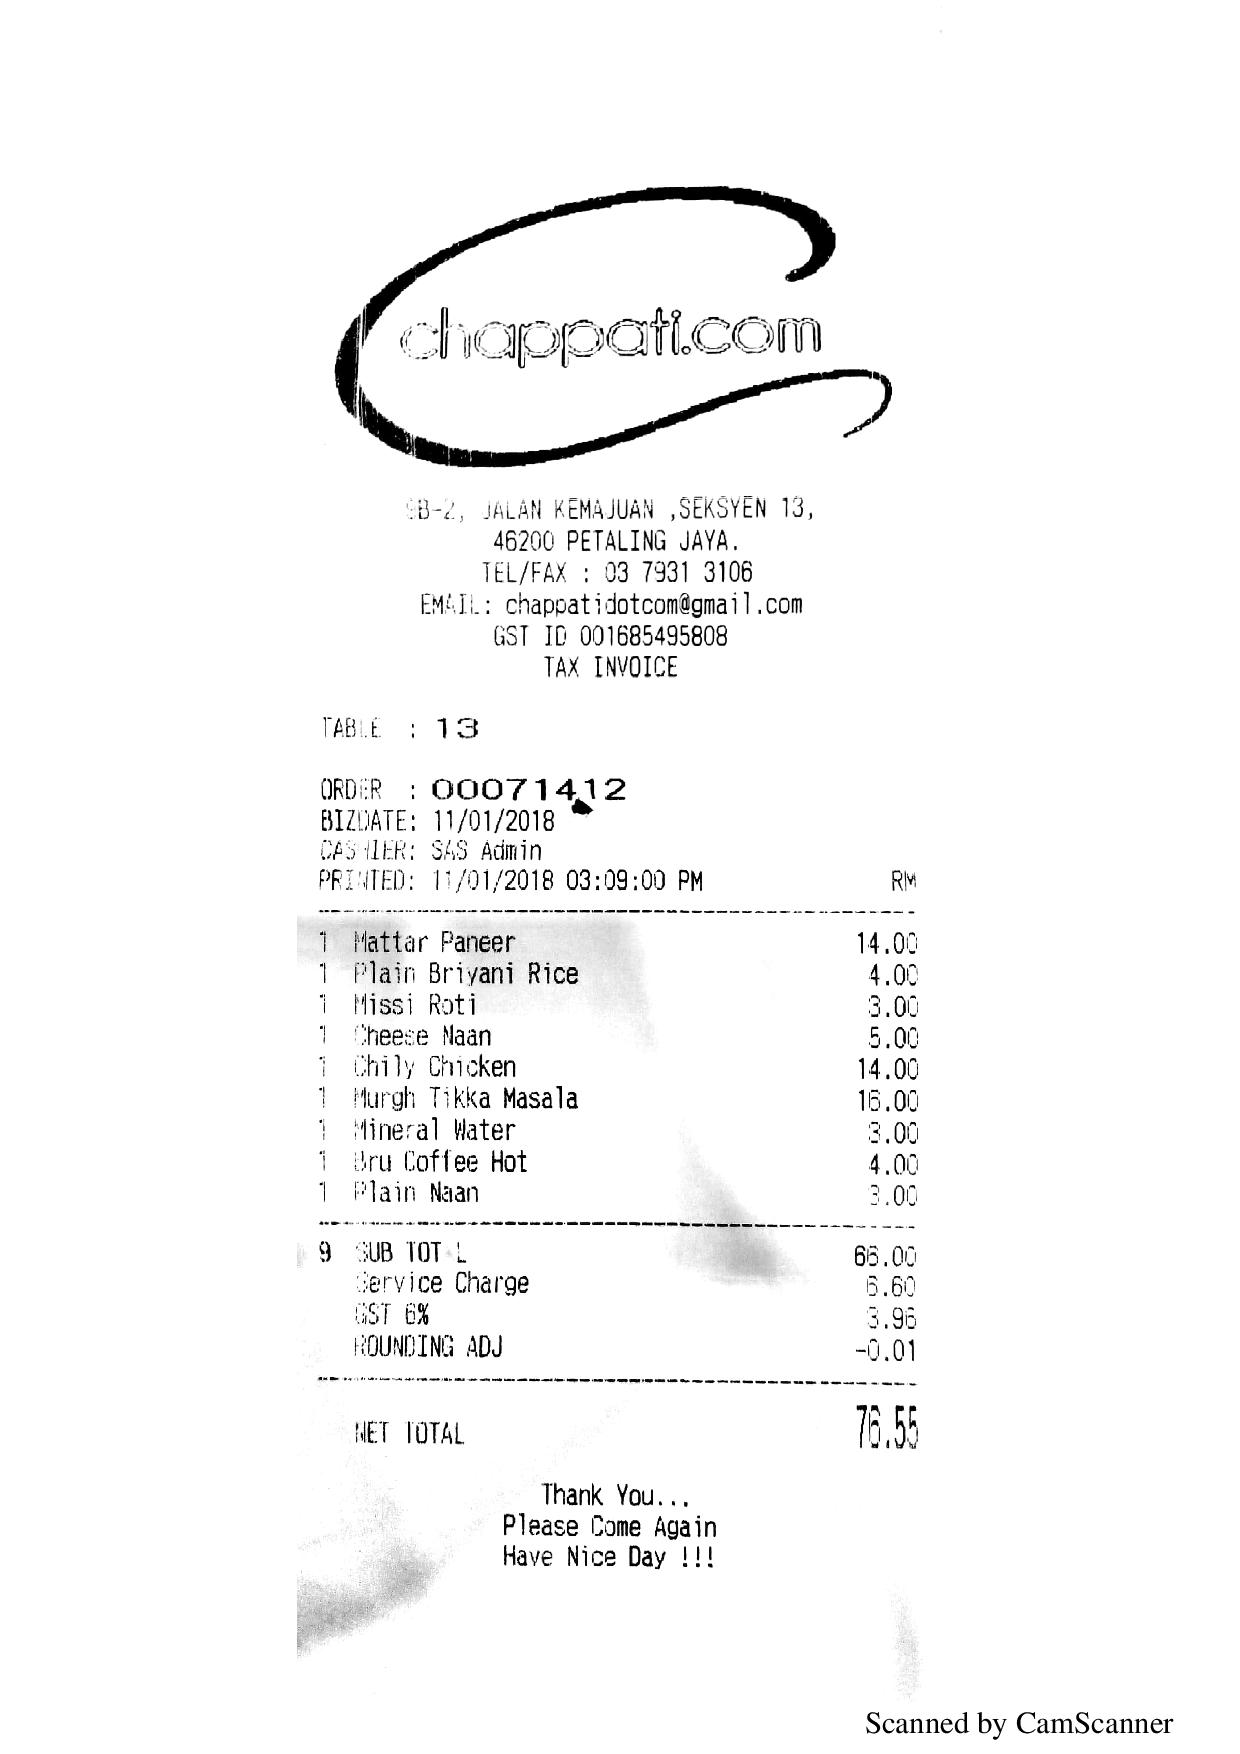 chappati.com
JALAN KEMAJUAN ,SEKSYEN 13,
46200 PETALING JAYA.
TEL/FAX : 03 7931 3106
EMAIL: chappatidotcom@gmail.com
GST ID 001685495808
TAX INVOICE
TABLE : 13
ORDER : 00071412
BIZDATE: 11/01/2018
CASHIER: SAS Admin
PRINTED: 11/01/2018 03:09:00 PM RM
1 Mattar Paneer 14.00
1 Plain Briyani Rice 4.00
1 Missi Roti 3.00
1 Cheese Naan 5.00
1 Chily Chicken 14.00
1 Murgh Tikka Masala 16.00
1 Mineral Water 3.00
1 Bru Coffee Hot 4.00
1 Plain Naan 3.00
9 SUB TOTAL 66.00
Service Charge 6.60
GST 6% 3.96
ROUNDING ADJ -0.01
NET TOTAL 76.55
Thank You...
Please Come Again
Have Nice Day !!!
Scanned by CamScanner